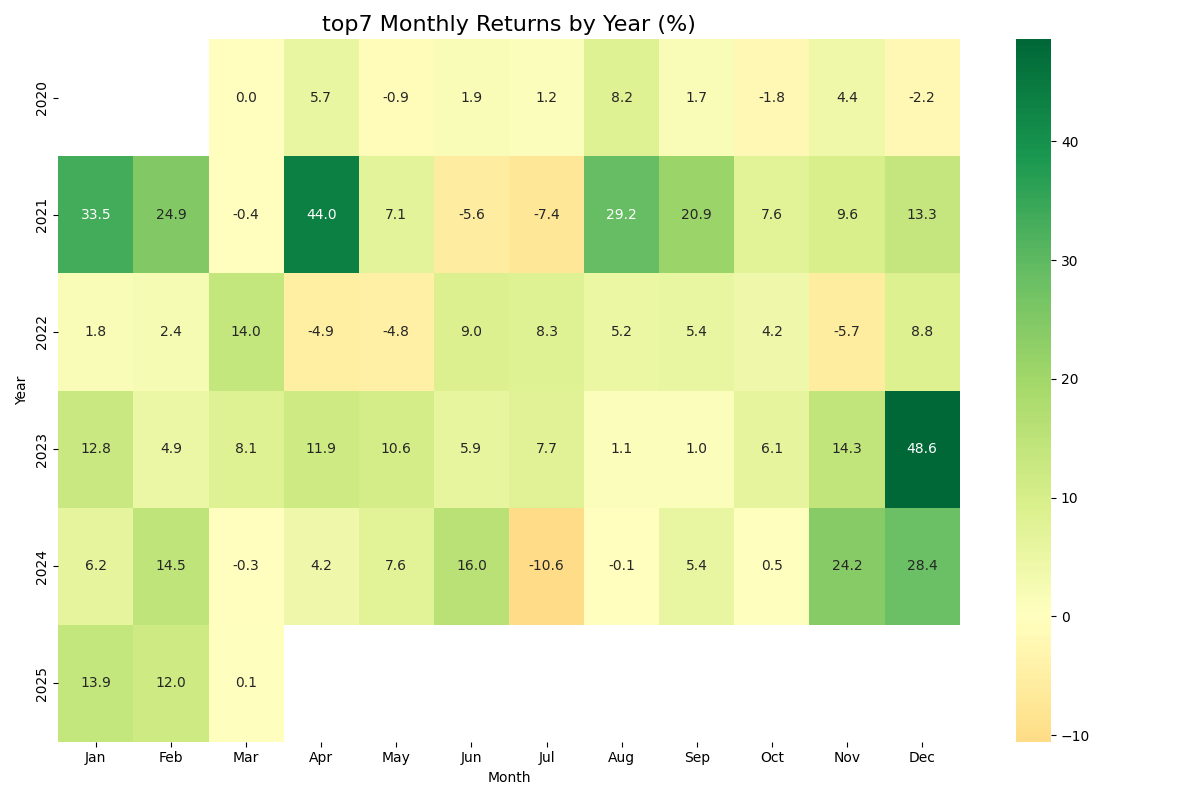 top7 Monthly Returns by Year (%)
2020 0.0 5.7 -0.9 1.9 1.2 8.2 1.7 -1.8 4.4 -2.2
2021 33.5 24.9 -0.4 44.0 7.1 -5.6 -7.4 29.2 20.9 7.6 9.6 13.3
2022 1.8 2.4 14.0 -4.9 -4.8 9.0 8.3 5.2 5.4 4.2 -5.7 8.8
Year
2023 12.8 4.9 8.1 11.9 10.6 5.9 7.7 1.1 1.0 6.1 14.3 48.6
2024 6.2 14.5 -0.3 4.2 7.6 16.0 -10.6 -0.1 5.4 0.5 24.2 28.4
2025 13.9 12.0 0.1
Jan Feb Mar Apr May Jun Jul Aug Sep Oct Nov Dec
Month
40
30
20
10
0
−10